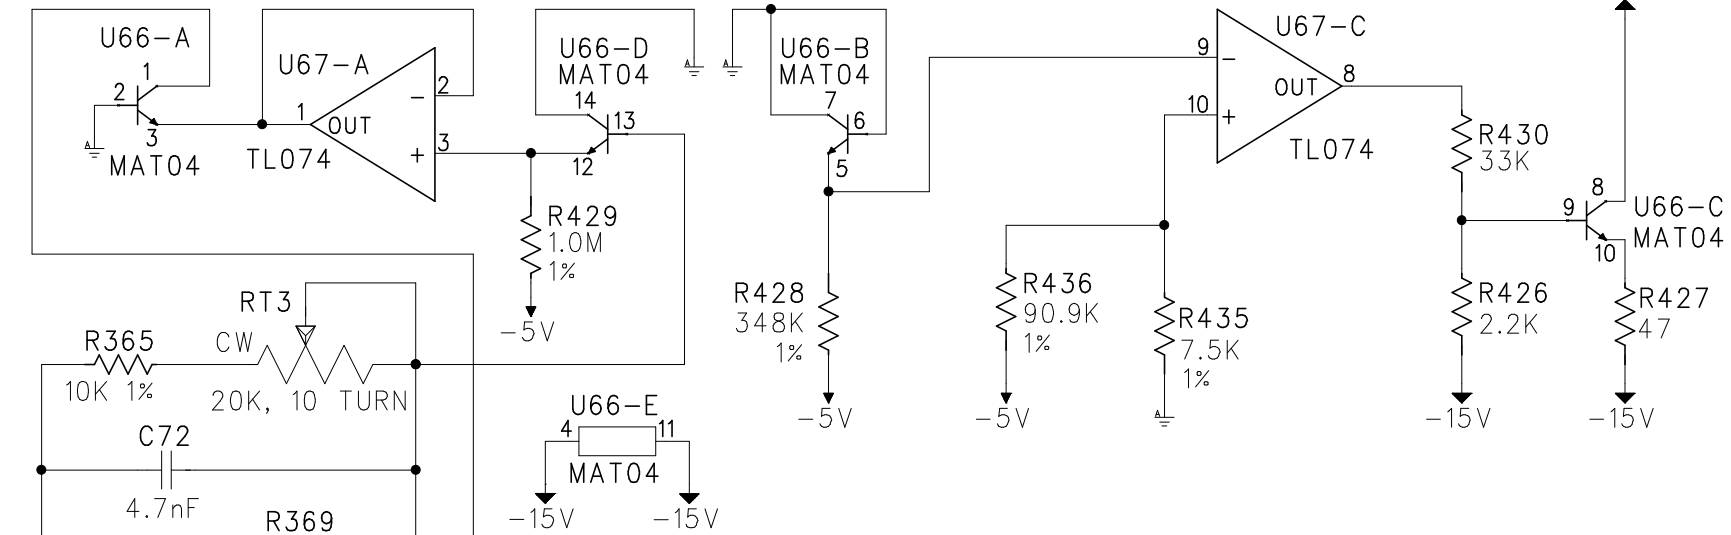 U66-A
1
2
3
MAT04
A
U67-A
2
1
OUT
3
TL074
−
+
U66-D
MAT04
14
13
12
A
R429
1.0M
1%
-5V
RT3
CW
20K, 10 TURN
R365
10K 1%
C72
4.7nF
R369
U66-E
4
11
MAT04
-15V
-15V
A
U66-B
MAT04
7
6
5
R428
348K
1%
-5V
U67-C
9
−
8
OUT
10
+
TL074
R436
90.9K
1%
-5V
R435
7.5K
1%
A
R430
33K
R426
2.2K
-15V
8
9
U66-C
MAT04
10
R427
47
-15V